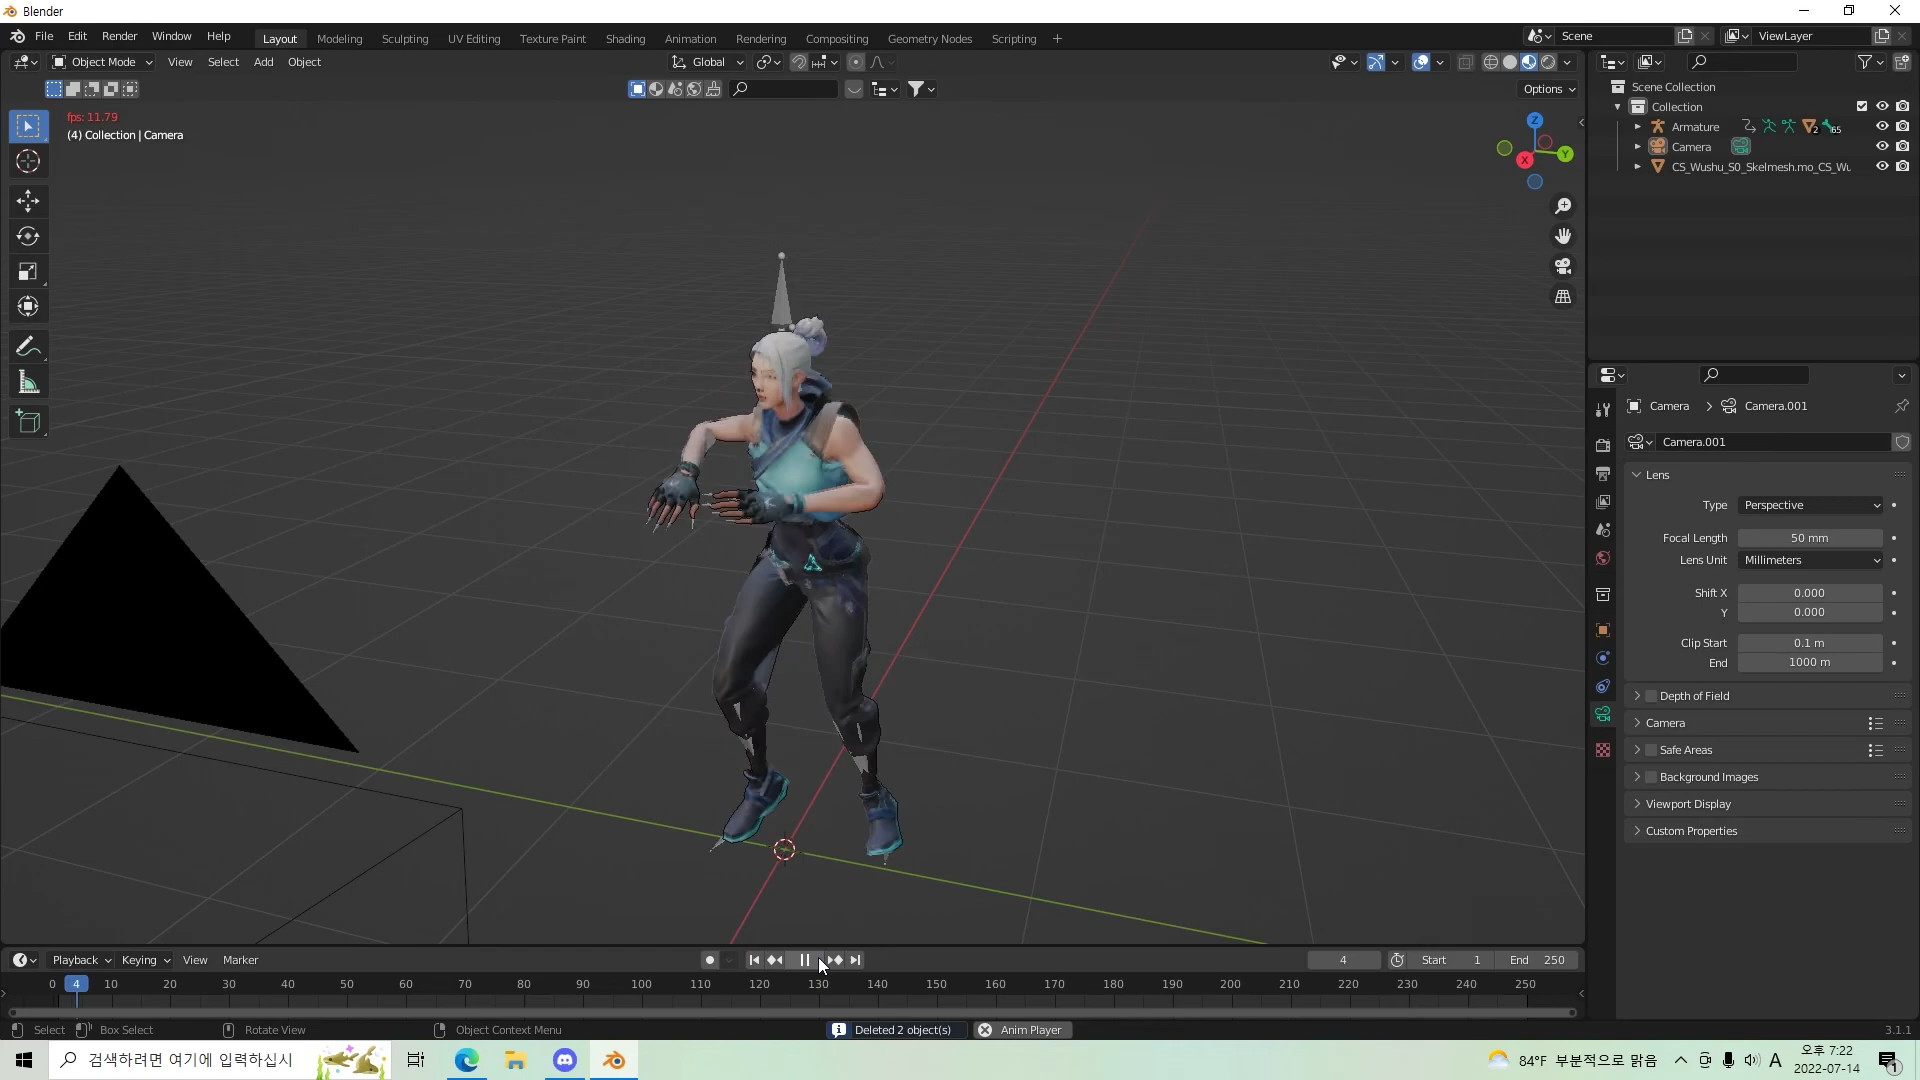 Blender
File Edit Render Window Help Layout Modeling Sculpting UV Editing Texture Paint Shading Animation Rendering Compositing Geometry Nodes Scripting + Scene ViewLayer
Object Mode View Select Add Object Global
Options
fps: 11.79
(4) Collection | Camera
Z
Y
X
Scene Collection
Collection
Armature 2 65
Camera
CS_Wushu_S0_Skelmesh.mo_CS_Wu
Camera > Camera.001
Camera.001
Lens
Type Perspective
Focal Length 50 mm
Lens Unit Millimeters
Shift X 0.000
Y 0.000
Clip Start 0.1 m
End 1000 m
Depth of Field
Camera
Safe Areas
Background Images
Viewport Display
Custom Properties
Playback Keying View Marker 4 Start 1 End 250
0 4 10 20 30 40 50 60 70 80 90 100 110 120 130 140 150 160 170 180 190 200 210 220 230 240 250
Select Box Select Rotate View Object Context Menu Deleted 2 object(s) Anim Player 3.1.1
검색하려면 여기에 입력하십시 84°F 부분적으로 맑음 A 오후 7:22
2022-07-14 1